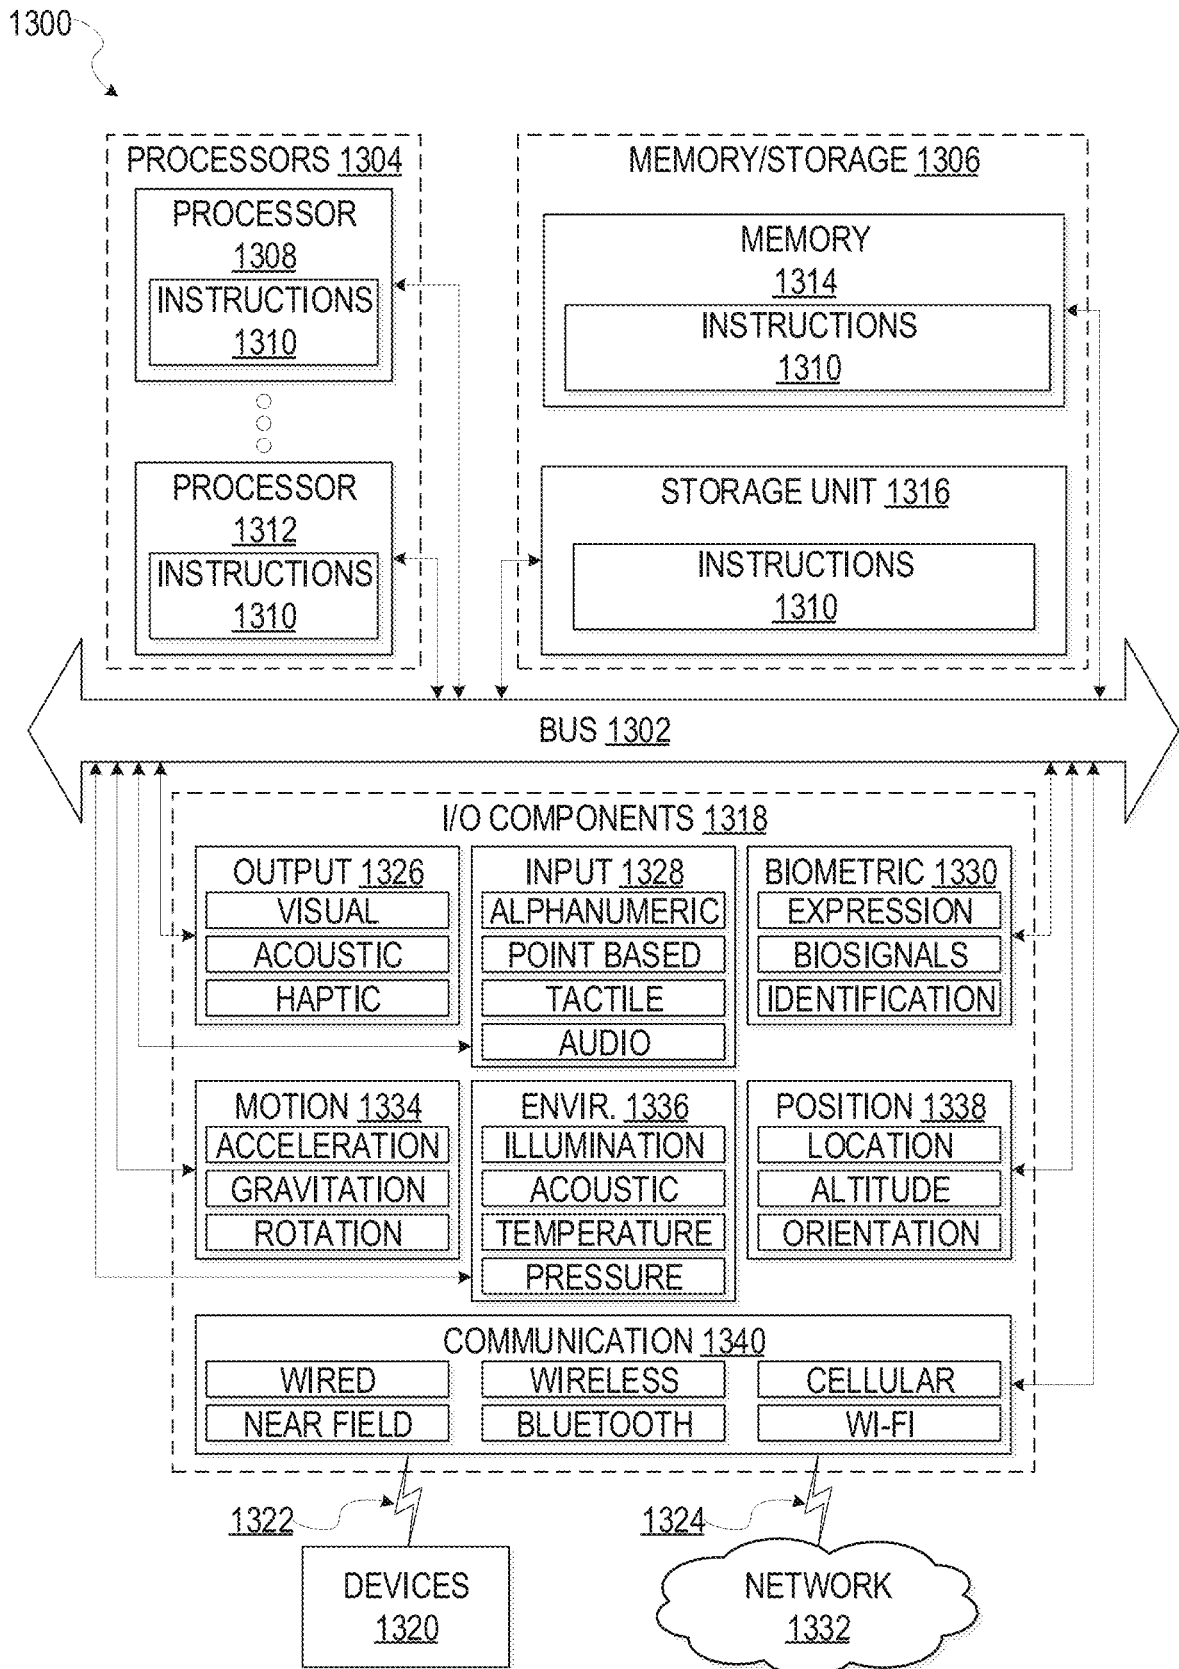 1300
PROCESSORS 1304
PROCESSOR
1308
INSTRUCTIONS
1310
PROCESSOR
1312
INSTRUCTIONS
1310
MEMORY/STORAGE 1306
MEMORY
1314
INSTRUCTIONS
1310
STORAGE UNIT 1316
INSTRUCTIONS
1310
BUS 1302
I/O COMPONENTS 1318
OUTPUT 1326
VISUAL
ACOUSTIC
HAPTIC
INPUT 1328
ALPHANUMERIC
POINT BASED
TACTILE
AUDIO
BIOMETRIC 1330
EXPRESSION
BIOSIGNALS
IDENTIFICATION
MOTION 1334
ACCELERATION
GRAVITATION
ROTATION
ENVIR. 1336
ILLUMINATION
ACOUSTIC
TEMPERATURE
PRESSURE
POSITION 1338
LOCATION
ALTITUDE
ORIENTATION
COMMUNICATION 1340
WIRED
WIRELESS
CELLULAR
NEAR FIELD
BLUETOOTH
WI-FI
1322
1324
DEVICES
1320
NETWORK
1332